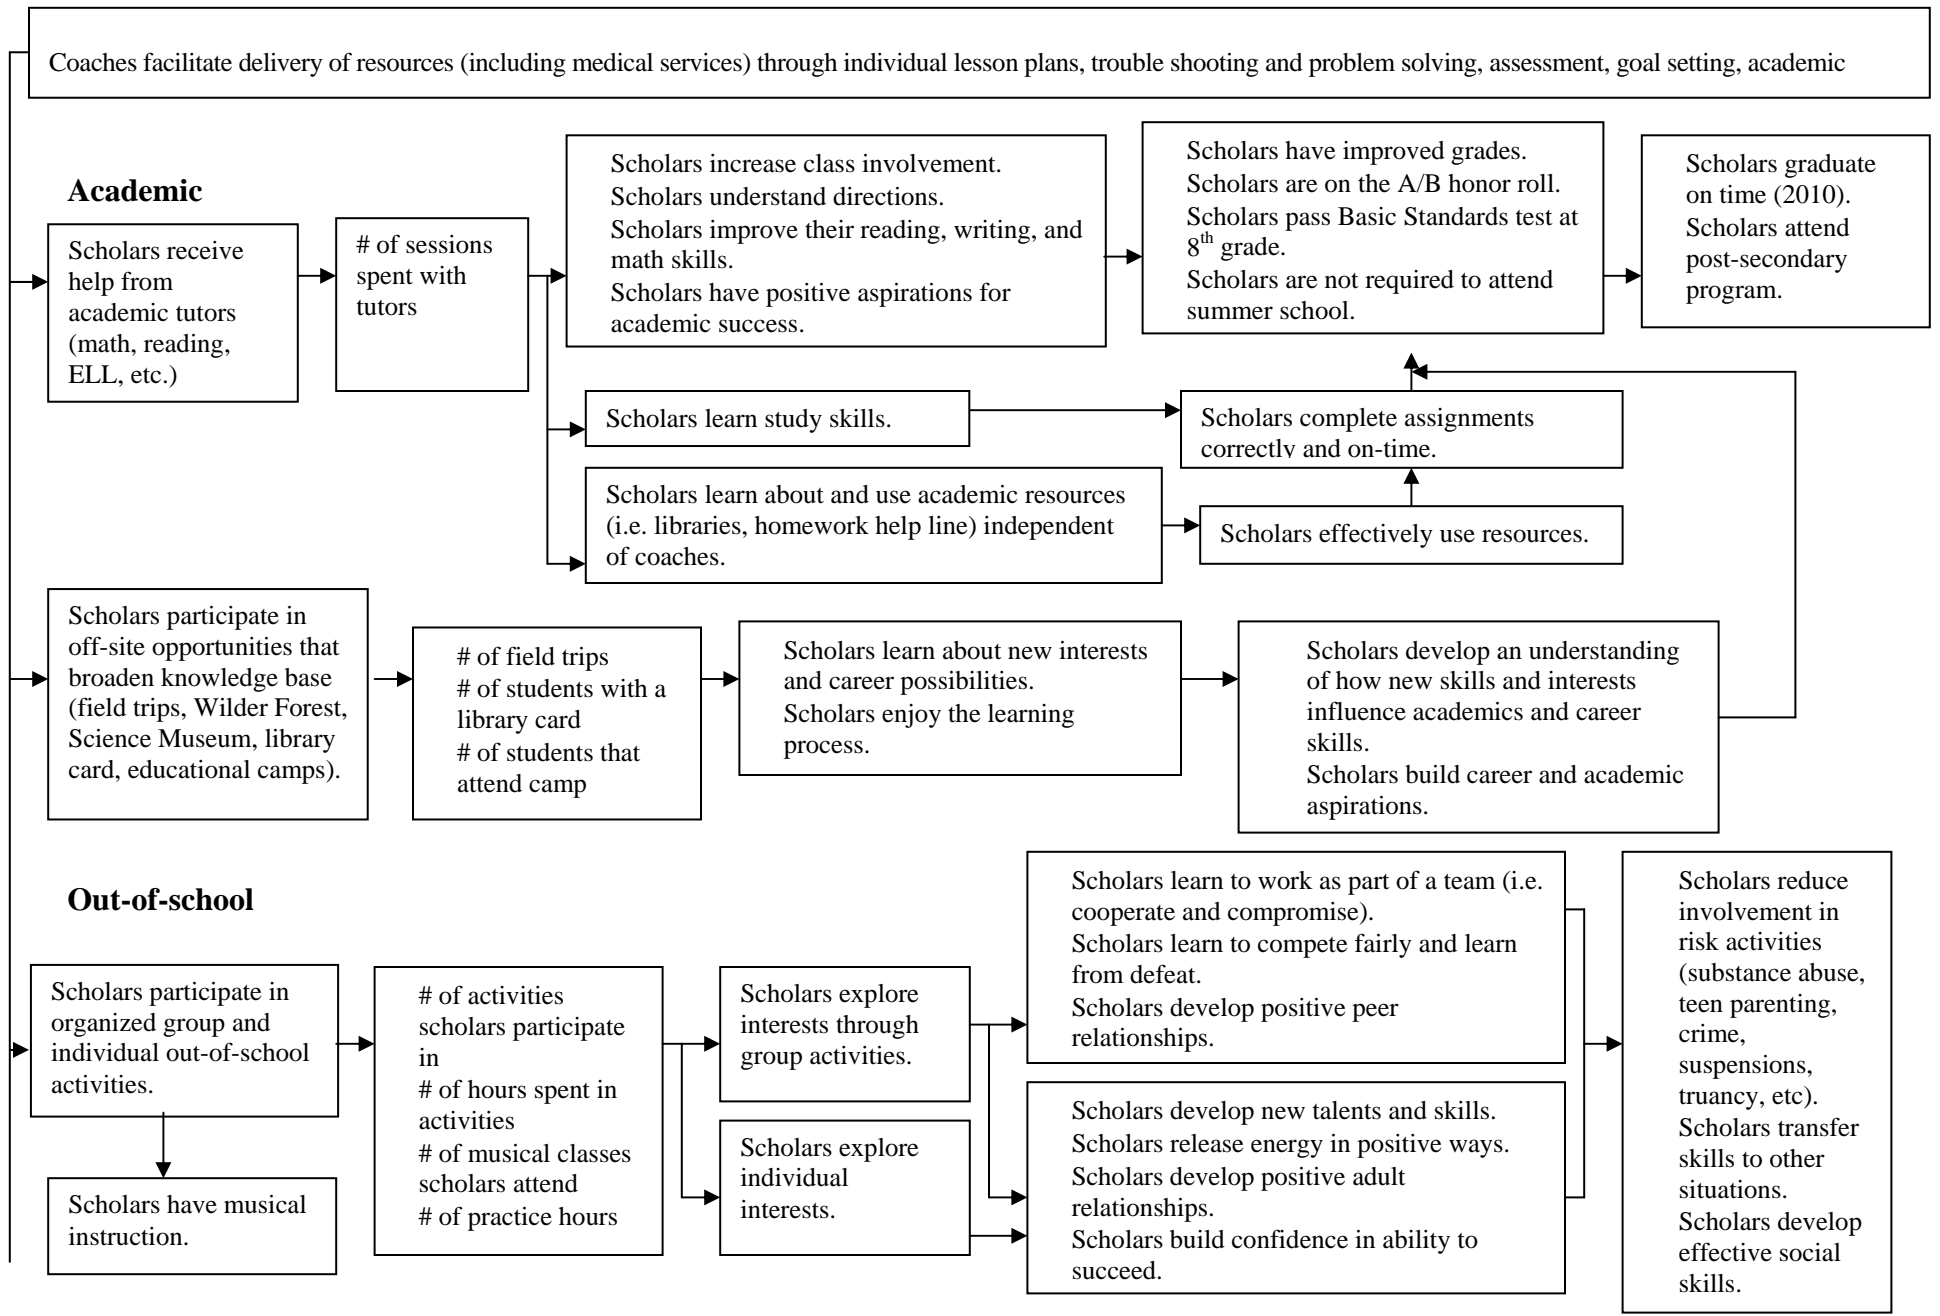 Coaches facilitate delivery of resources (including medical services) through individual lesson plans, trouble shooting and problem solving, assessment, goal setting, academic
Academic
Scholars receive
help from
academic tutors
(math, reading,
ELL, etc.)
# of sessions
spent with
tutors
Scholars increase class involvement.
Scholars understand directions.
Scholars improve their reading, writing, and
math skills.
Scholars have positive aspirations for
academic success.
Scholars have improved grades.
Scholars are on the A/B honor roll.
Scholars pass Basic Standards test at
8th grade.
Scholars are not required to attend
summer school.
Scholars graduate
on time (2010).
Scholars attend
post-secondary
program.
Scholars learn study skills.
Scholars complete assignments
correctly and on-time.
Scholars learn about and use academic resources
(i.e. libraries, homework help line) independent
of coaches.
Scholars effectively use resources.
Scholars participate in
off-site opportunities that
broaden knowledge base
(field trips, Wilder Forest,
Science Museum, library
card, educational camps).
# of field trips
# of students with a
library card
# of students that
attend camp
Scholars learn about new interests
and career possibilities.
Scholars enjoy the learning
process.
Scholars develop an understanding
of how new skills and interests
influence academics and career
skills.
Scholars build career and academic
aspirations.
Out-of-school
Scholars participate in
organized group and
individual out-of-school
activities.
Scholars have musical
instruction.
# of activities
scholars participate
in
# of hours spent in
activities
# of musical classes
scholars attend
# of practice hours
Scholars explore
interests through
group activities.
Scholars explore
individual
interests.
Scholars learn to work as part of a team (i.e.
cooperate and compromise).
Scholars learn to compete fairly and learn
from defeat.
Scholars develop positive peer
relationships.
Scholars develop new talents and skills.
Scholars release energy in positive ways.
Scholars develop positive adult
relationships.
Scholars build confidence in ability to
succeed.
Scholars reduce
involvement in
risk activities
(substance abuse,
teen parenting,
crime,
suspensions,
truancy, etc).
Scholars transfer
skills to other
situations.
Scholars develop
effective social
skills.